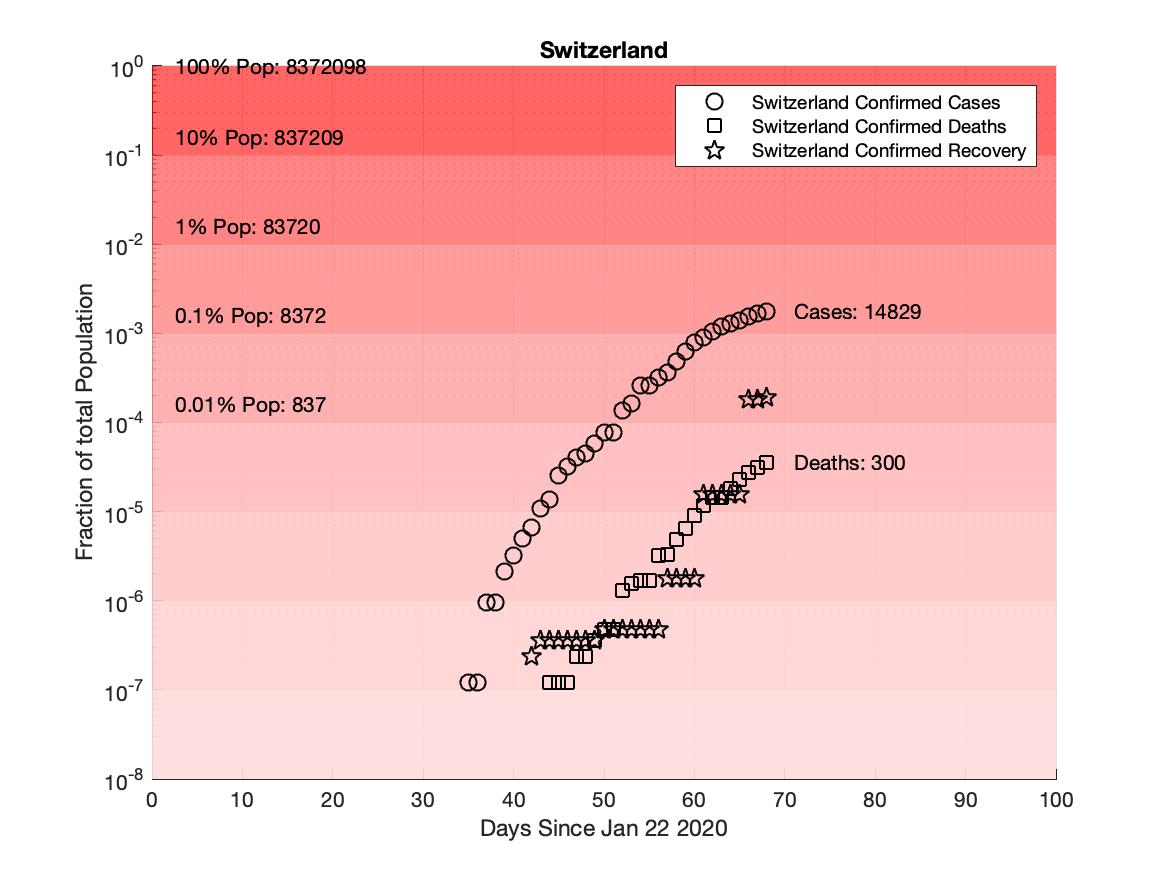 Switzerland
10^0
100% Pop: 8372098
Switzerland Confirmed Cases
Switzerland Confirmed Deaths
Switzerland Confirmed Recovery
10% Pop: 837209
10^-1
1% Pop: 83720
10^-2
0.1% Pop: 8372
Cases: 14829
10^-3
0.01% Pop: 837
10^-4
Deaths: 300
10^-5
10^-6
10^-7
10^-8
Fraction of total Population
0 10 20 30 40 50 60 70 80 90 100
Days Since Jan 22 2020